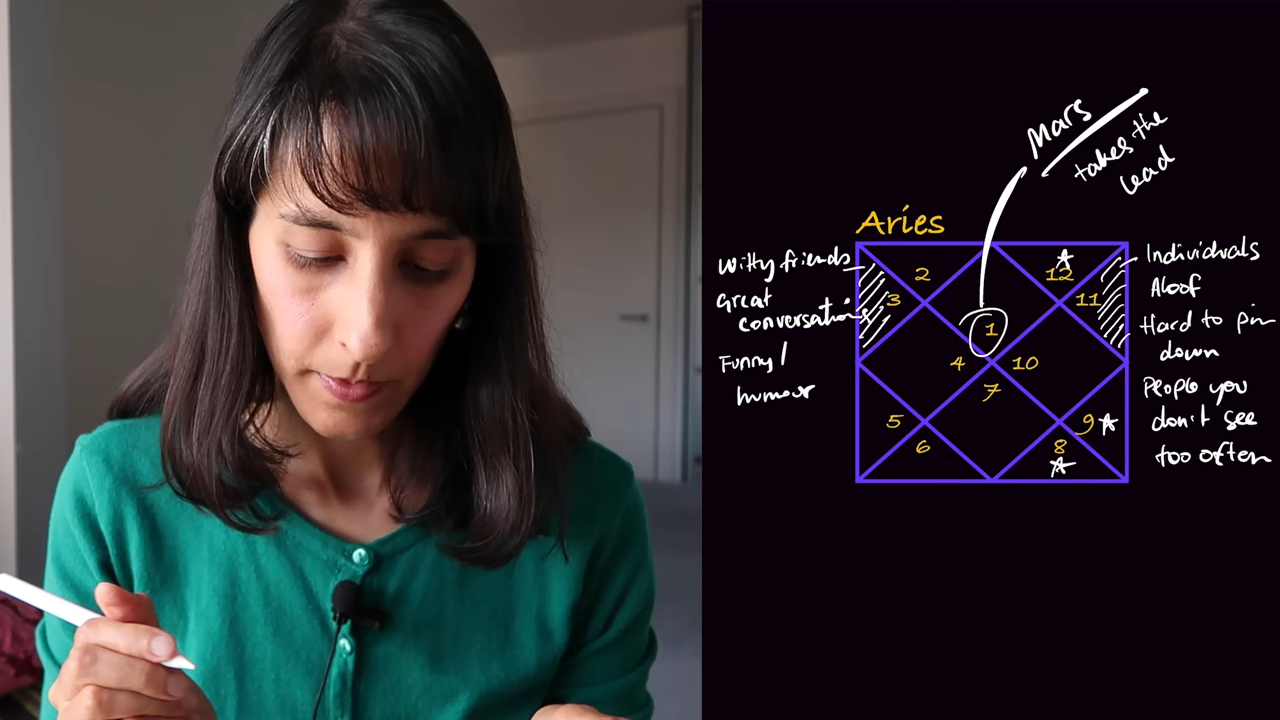 Mars
takes the
lead
Aries
Witty friends
Great
conversations
Funny /
humour
2
12
3
11
1
4
10
7
5
9
6
8
Individuals
Aloof
Hard to pin
down
People you
don't see
too often